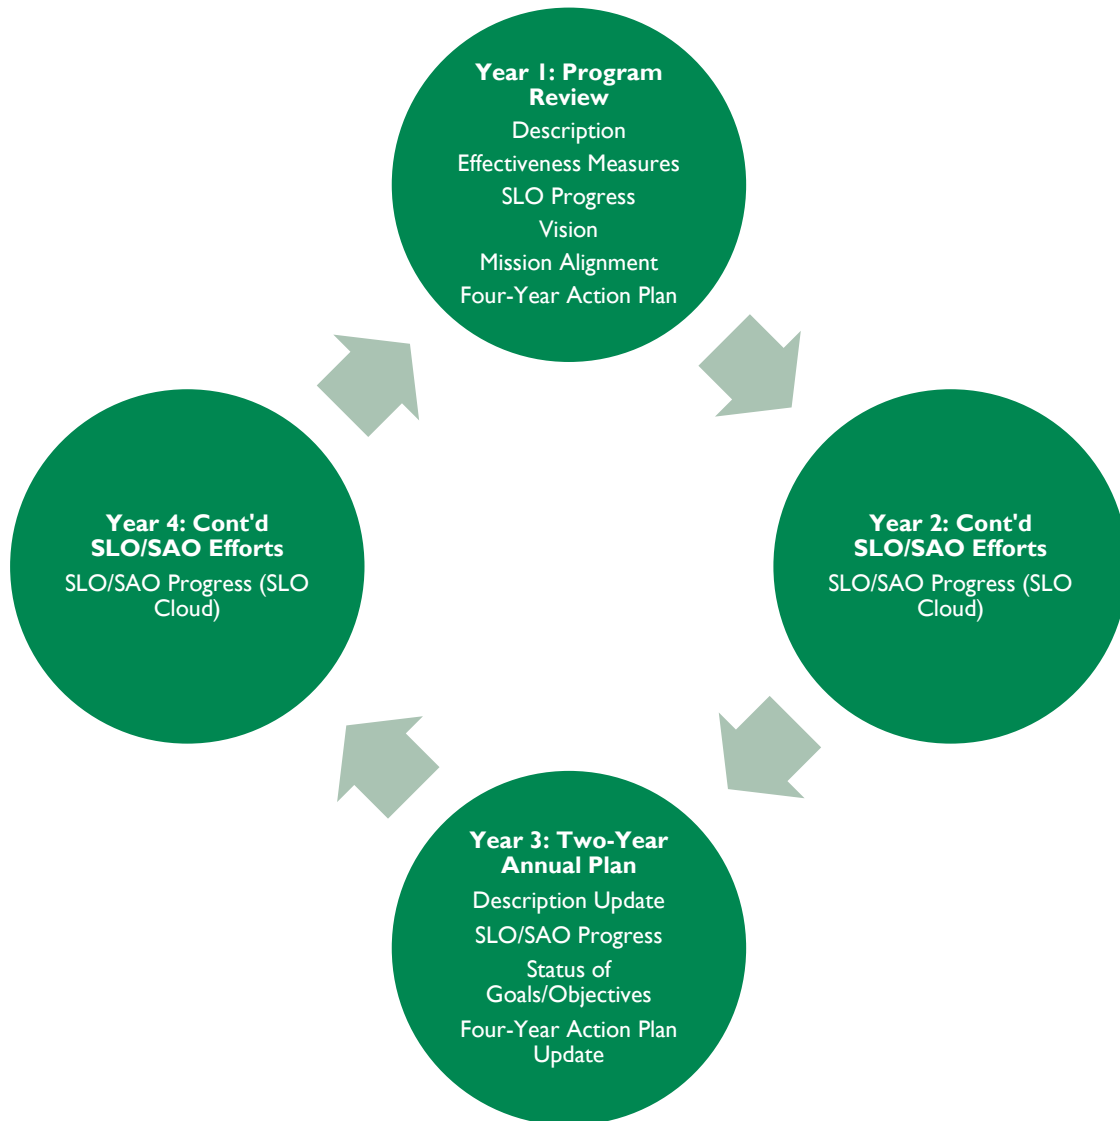 Year 1: Program
Review
Description
Effectiveness Measures
SLO Progress
Vision
Mission Alignment
Four-Year Action Plan
Year 2: Cont'd
SLO/SAO Efforts
SLO/SAO Progress (SLO
Cloud)
Year 3: Two-Year
Annual Plan
Description Update
SLO/SAO Progress
Status of
Goals/Objectives
Four-Year Action Plan
Update
Year 4: Cont'd
SLO/SAO Efforts
SLO/SAO Progress (SLO
Cloud)